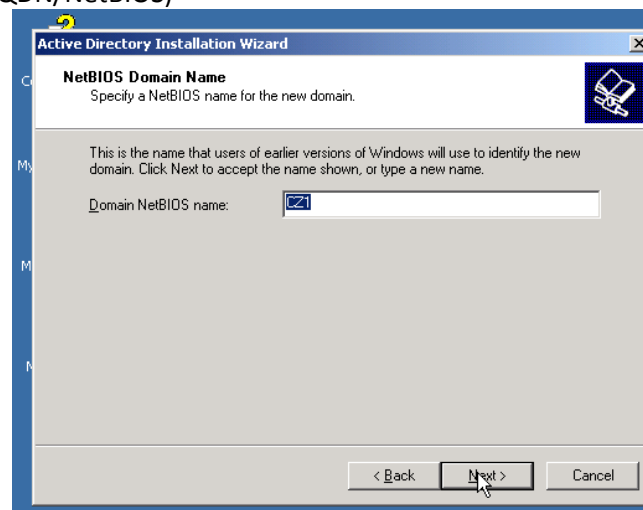 QDN/NetBIOS)
Active Directory Installation Wizard
NetBIOS Domain Name
Specify a NetBIOS name for the new domain.
This is the name that users of earlier versions of Windows will use to identify the new
domain. Click Next to accept the name shown, or type a new name.
Domain NetBIOS name:
CZ1
My
M
< Back
Next >
Cancel